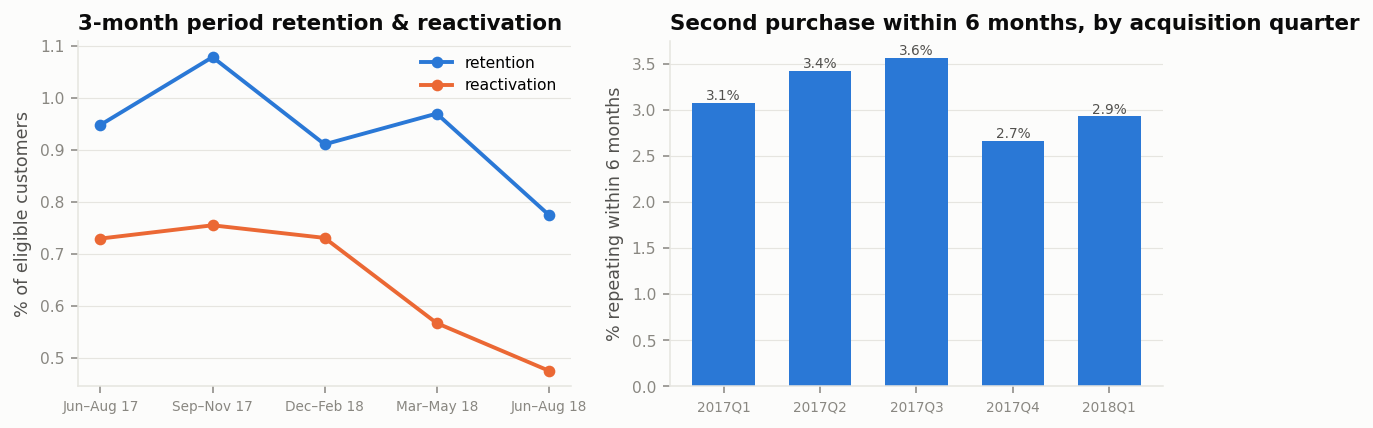 3-month period retention & reactivation
% of eligible customers
1.1
1.0
0.9
0.8
0.7
0.6
0.5
retention
reactivation
Jun–Aug 17
Sep–Nov 17
Dec–Feb 18
Mar–May 18
Jun–Aug 18
Second purchase within 6 months, by acquisition quarter
% repeating within 6 months
3.5
3.0
2.5
2.0
1.5
1.0
0.5
0.0
3.1%
3.4%
3.6%
2.7%
2.9%
2017Q1
2017Q2
2017Q3
2017Q4
2018Q1